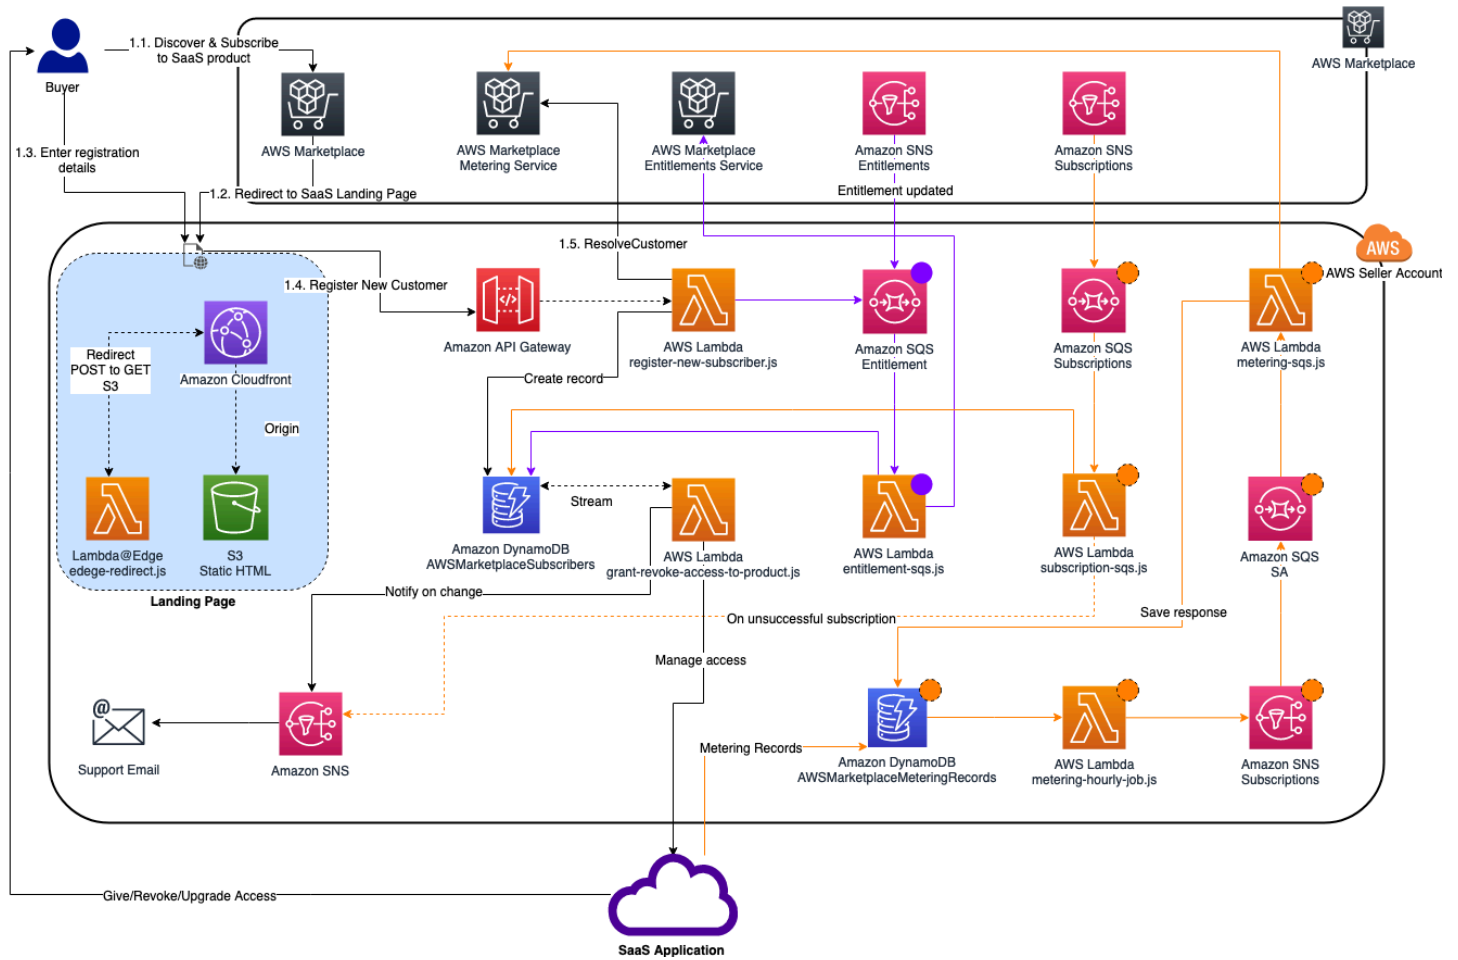 1.1. Discover & Subscribe
to SaaS product
Buyer
AWS Marketplace
AWS Marketplace
AWS Marketplace
Metering Service
AWS Marketplace
Entitlements Service
Amazon SNS
Entitlements
Amazon SNS
Subscriptions
1.3. Enter registration
details
1.2. Redirect to SaaS Landing Page
Entitlement updated
1.5. ResolveCustomer
AWS
AWS Seller Account
1.4. Register New Customer
Amazon API Gateway
AWS Lambda
register-new-subscriber.js
Amazon SQS
Entitlement
Amazon SQS
Subscriptions
AWS Lambda
metering-sqs.js
Redirect
POST to GET
S3
Amazon Cloudfront
Create record
Origin
Stream
Lambda@Edge
edege-redirect.js
S3
Static HTML
Landing Page
Amazon DynamoDB
AWSMarketplaceSubscribers
AWS Lambda
grant-revoke-access-to-product.js
AWS Lambda
entitlement-sqs.js
AWS Lambda
subscription-sqs.js
Amazon SQS
SA
Notify on change
On unsuccessful subscription
Save response
Manage access
@
Support Email
Amazon SNS
Metering Records
Amazon DynamoDB
AWSMarketplaceMeteringRecords
AWS Lambda
metering-hourly-job.js
Amazon SNS
Subscriptions
Give/Revoke/Upgrade Access
SaaS Application